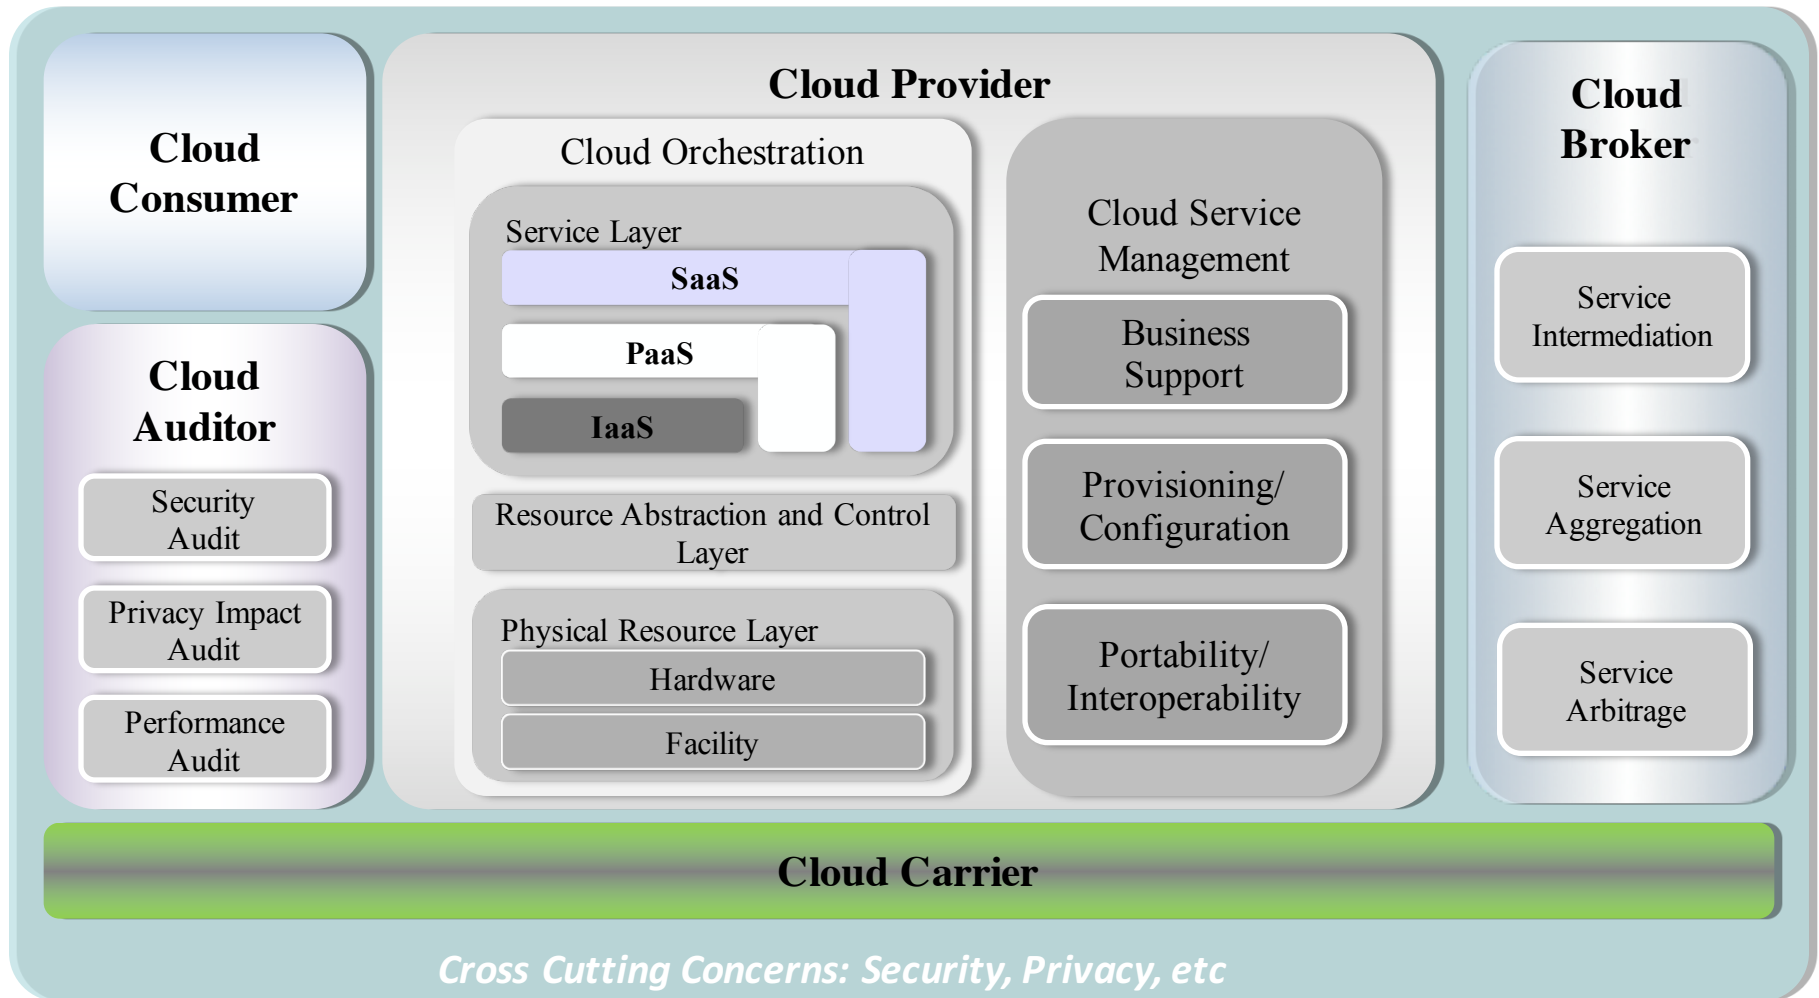 Cloud
Consumer
Cloud
Auditor
Security
Audit
Privacy Impact
Audit
Performance
Audit
Cloud Provider
Cloud Orchestration
Service Layer
SaaS
PaaS
IaaS
Resource Abstraction and Control
Layer
Physical Resource Layer
Hardware
Facility
Cloud Service
Management
Business
Support
Provisioning/
Configuration
Portability/
Interoperability
Cloud
Broker
Service
Intermediation
Service
Aggregation
Service
Arbitrage
Cloud Carrier
Cross Cutting Concerns: Security, Privacy, etc